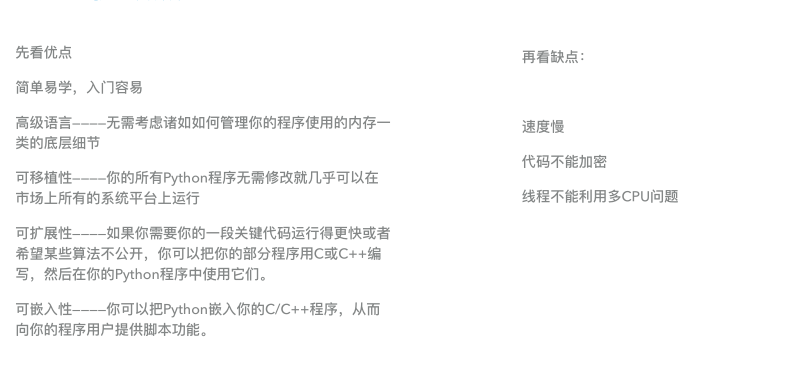 先看优点
简单易学，入门容易
高级语言————无需考虑诸如如何管理你的程序使用的内存一
类的底层细节
可移植性————你的所有Python程序无需修改就几乎可以在
市场上所有的系统平台上运行
可扩展性————如果你需要你的一段关键代码运行得更快或者
希望某些算法不公开，你可以把你的部分程序用C或C++编
写，然后在你的Python程序中使用它们。
可嵌入性————你可以把Python嵌入你的C/C++程序，从而
向你的程序用户提供脚本功能。
再看缺点：
速度慢
代码不能加密
线程不能利用多CPU问题